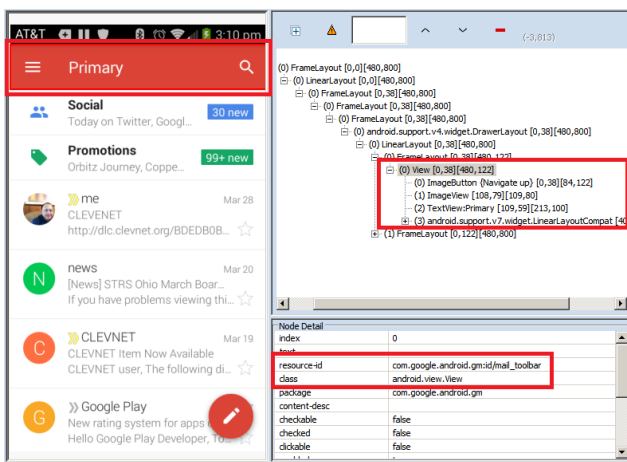 AT&T 3:10 pm
Primary
Social
30 new
Today on Twitter, Googl...
Promotions
99+ new
Orbitz Journey, Coppe...
me
Mar 28
CLEVENET
http://dlc.clevnet.org/BDEDB0B...
N
news
Mar 20
[News] STRS Ohio March Boar...
If you have problems viewing thi...
C
CLEVNET
Mar 19
CLEVNET Item Now Available
CLEVNET user, The following di...
G
Google Play
New rating system for apps
Hello Google Play Developer, To...
(-3,813)
(0) FrameLayout [0,0][480,800]
(0) LinearLayout [0,0][480,800]
(0) FrameLayout [0,38][480,800]
(0) FrameLayout [0,38][480,800]
(0) FrameLayout [0,38][480,800]
(0) android.support.v4.widget.DrawerLayout [0,38][480,800]
(0) LinearLayout [0,38][480,800]
(0) FrameLayout [0,38][480,122]
(0) View [0,38][480,122]
(0) ImageButton {Navigate up} [0,38][84,122]
(1) ImageView [108,79][109,80]
(2) TextView:Primary [109,59][213,100]
(3) android.support.v7.widget.LinearLayoutCompat [40
(1) FrameLayout [0,122][480,800]
Node Detail
index 0
text
resource-id com.google.android.gm:id/mail_toolbar
class android.view.View
package com.google.android.gm
content-desc
checkable false
checked false
clickable false